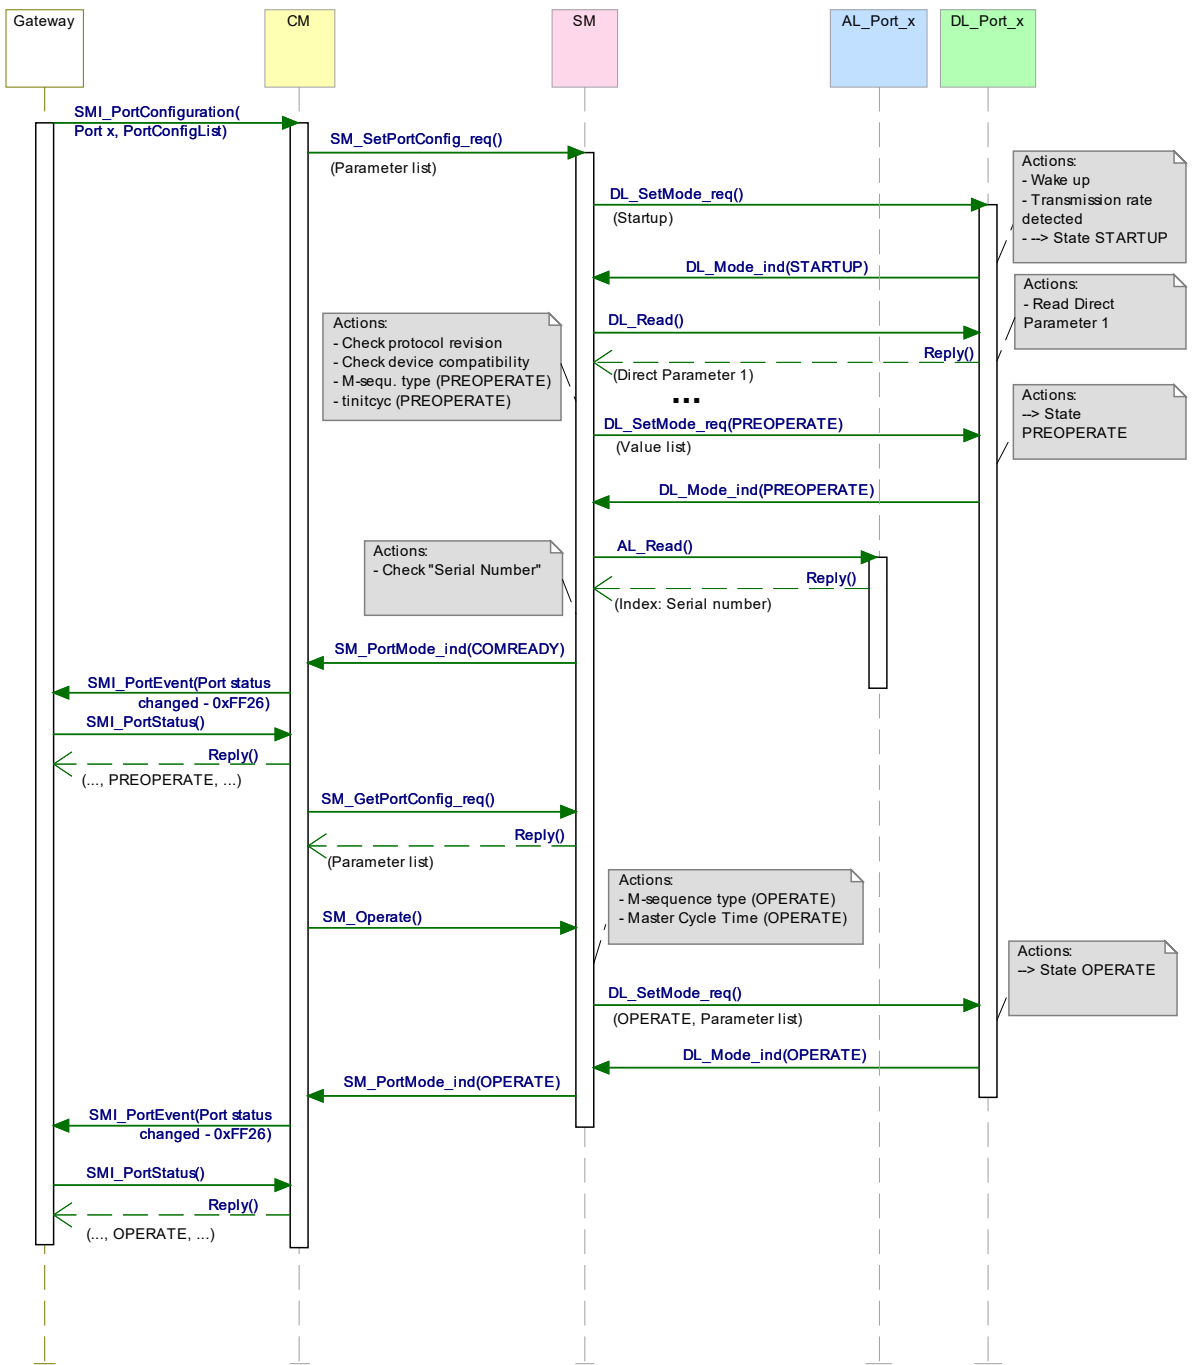 Gateway
CM
SM
AL_Port_x
DL_Port_x
SMI_PortConfiguration(
Port x, PortConfigList)
SM_SetPortConfig_req()
(Parameter list)
Actions:
- Wake up
- Transmission rate
detected
- --> State STARTUP
DL_SetMode_req()
(Startup)
DL_Mode_ind(STARTUP)
Actions:
- Read Direct
Parameter 1
DL_Read()
Actions:
- Check protocol revision
- Check device compatibility
- M-sequ. type (PREOPERATE)
- tinitcyc (PREOPERATE)
Reply()
(Direct Parameter 1)
...
Actions:
--> State
PREOPERATE
DL_SetMode_req(PREOPERATE)
(Value list)
DL_Mode_ind(PREOPERATE)
AL_Read()
Actions:
- Check "Serial Number"
Reply()
(Index: Serial number)
SM_PortMode_ind(COMREADY)
SMI_PortEvent(Port status
changed - 0xFF26)
SMI_PortStatus()
Reply()
(..., PREOPERATE, ...)
SM_GetPortConfig_req()
Reply()
(Parameter list)
Actions:
- M-sequence type (OPERATE)
- Master Cycle Time (OPERATE)
SM_Operate()
Actions:
--> State OPERATE
DL_SetMode_req()
(OPERATE, Parameter list)
DL_Mode_ind(OPERATE)
SM_PortMode_ind(OPERATE)
SMI_PortEvent(Port status
changed - 0xFF26)
SMI_PortStatus()
Reply()
(..., OPERATE, ...)